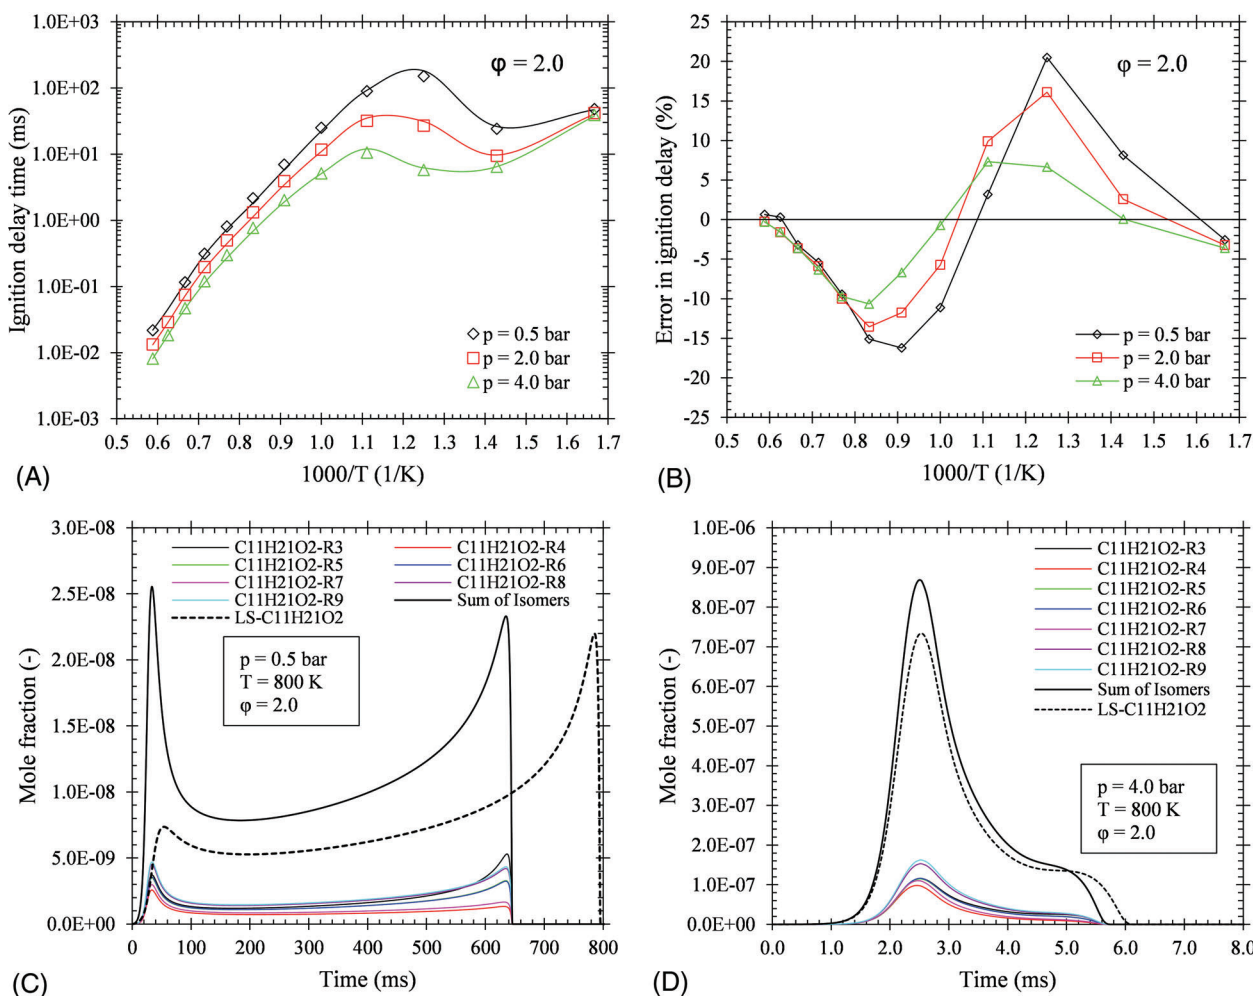 1.0E+03
1.0E+02
1.0E+01
1.0E+00
1.0E-01
1.0E-02
1.0E-03
Ignition delay time (ms)
φ = 2.0
p = 0.5 bar
p = 2.0 bar
p = 4.0 bar
0.5 0.6 0.7 0.8 0.9 1.0 1.1 1.2 1.3 1.4 1.5 1.6 1.7
1000/T (1/K)
(A)
25
20
15
10
5
0
-5
-10
-15
-20
-25
Error in ignition delay (%)
φ = 2.0
p = 0.5 bar
p = 2.0 bar
p = 4.0 bar
0.5 0.6 0.7 0.8 0.9 1.0 1.1 1.2 1.3 1.4 1.5 1.6 1.7
1000/T (1/K)
(B)
3.0E-08
2.5E-08
2.0E-08
1.5E-08
1.0E-08
5.0E-09
0.0E+00
Mole fraction (-)
C11H21O2-R3 C11H21O2-R4
C11H21O2-R5 C11H21O2-R6
C11H21O2-R7 C11H21O2-R8
C11H21O2-R9 Sum of Isomers
LS-C11H21O2
p = 0.5 bar
T = 800 K
φ = 2.0
0 100 200 300 400 500 600 700 800
Time (ms)
(C)
1.0E-06
9.0E-07
8.0E-07
7.0E-07
6.0E-07
5.0E-07
4.0E-07
3.0E-07
2.0E-07
1.0E-07
0.0E+00
Mole fraction (-)
C11H21O2-R3
C11H21O2-R4
C11H21O2-R5
C11H21O2-R6
C11H21O2-R7
C11H21O2-R8
C11H21O2-R9
Sum of Isomers
LS-C11H21O2
p = 4.0 bar
T = 800 K
φ = 2.0
0.0 1.0 2.0 3.0 4.0 5.0 6.0 7.0 8.0
Time (ms)
(D)